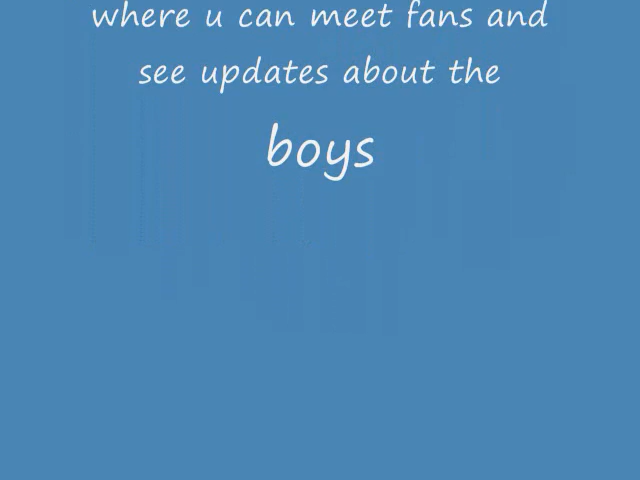 where u can meet fans and
see updates about the
boys